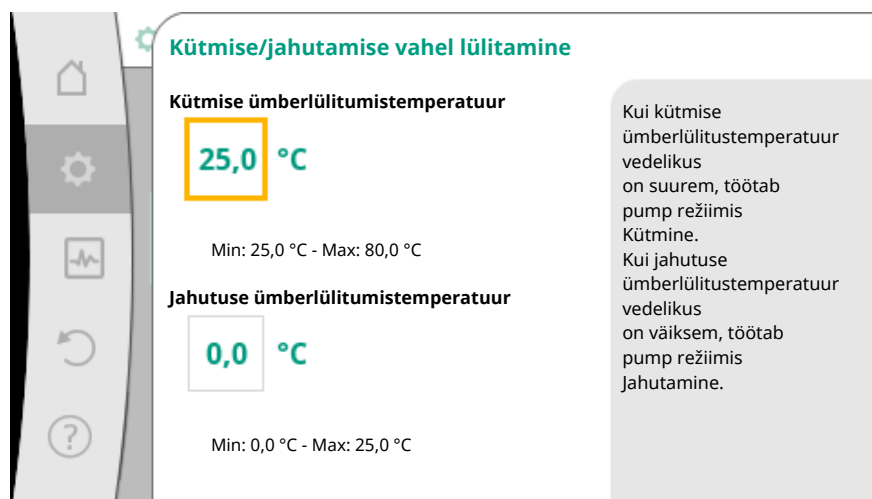 Kütmise/jahutamise vahel lülitamine
Kütmise ümberlülitumistemperatuur
25,0 °C
Min: 25,0 °C - Max: 80,0 °C
Jahutuse ümberlülitumistemperatuur
0,0 °C
Min: 0,0 °C - Max: 25,0 °C
Kui kütmise
ümberlülitustemperatuur
vedelikus
on suurem, töötab
pump režiimis
Kütmine.
Kui jahutuse
ümberlülitustemperatuur
vedelikus
on väiksem, töötab
pump režiimis
Jahutamine.
?